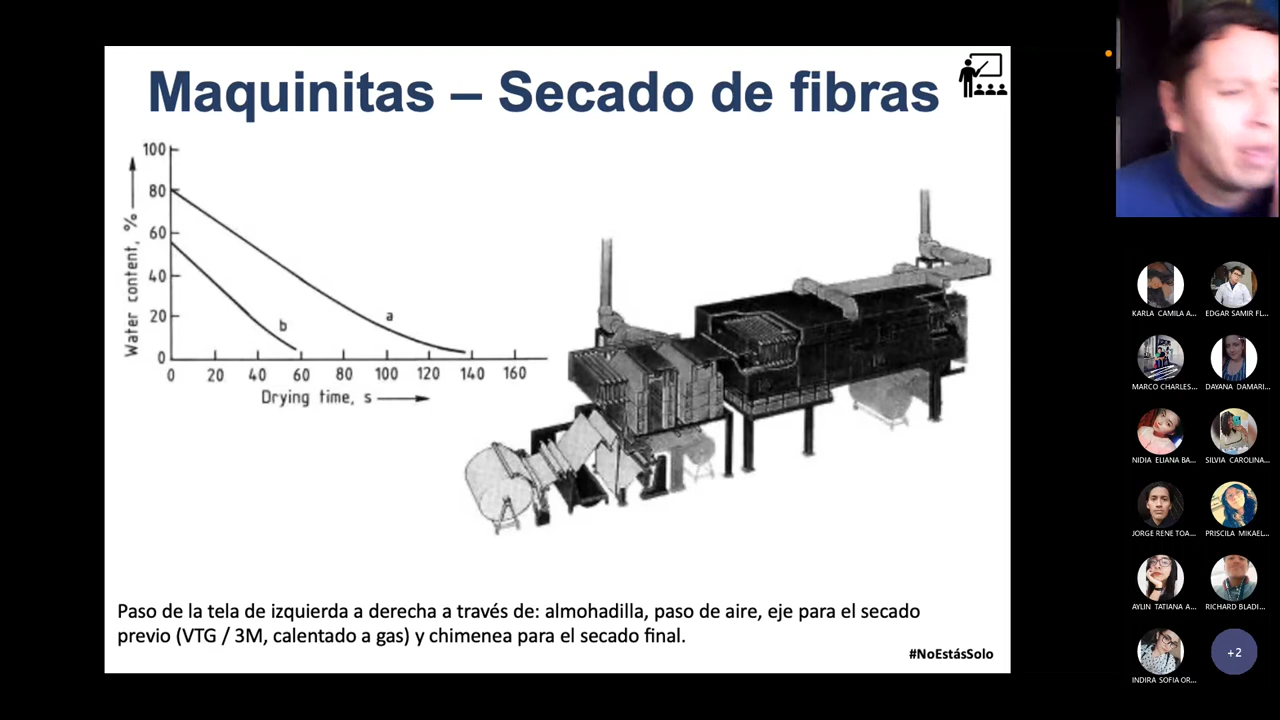 Maquinitas – Secado de fibras
100
80
60
40
20
0
Water content, %
a
b
0 20 40 60 80 100 120 140 160
Drying time, s
Paso de la tela de izquierda a derecha a través de: almohadilla, paso de aire, eje para el secado
previo (VTG / 3M, calentado a gas) y chimenea para el secado final.
#NoEstásSolo
KARLA CAMILA A...
EDGAR SAMIR FL...
MARCO CHARLES...
DAYANA DAMARI...
NIDIA ELIANA BA...
SILVIA CAROLINA...
JORGE RENE TOA...
PRISCILA MIKAEL...
AYLIN TATIANA A...
RICHARD BLADI...
INDIRA SOFIA OR...
+2